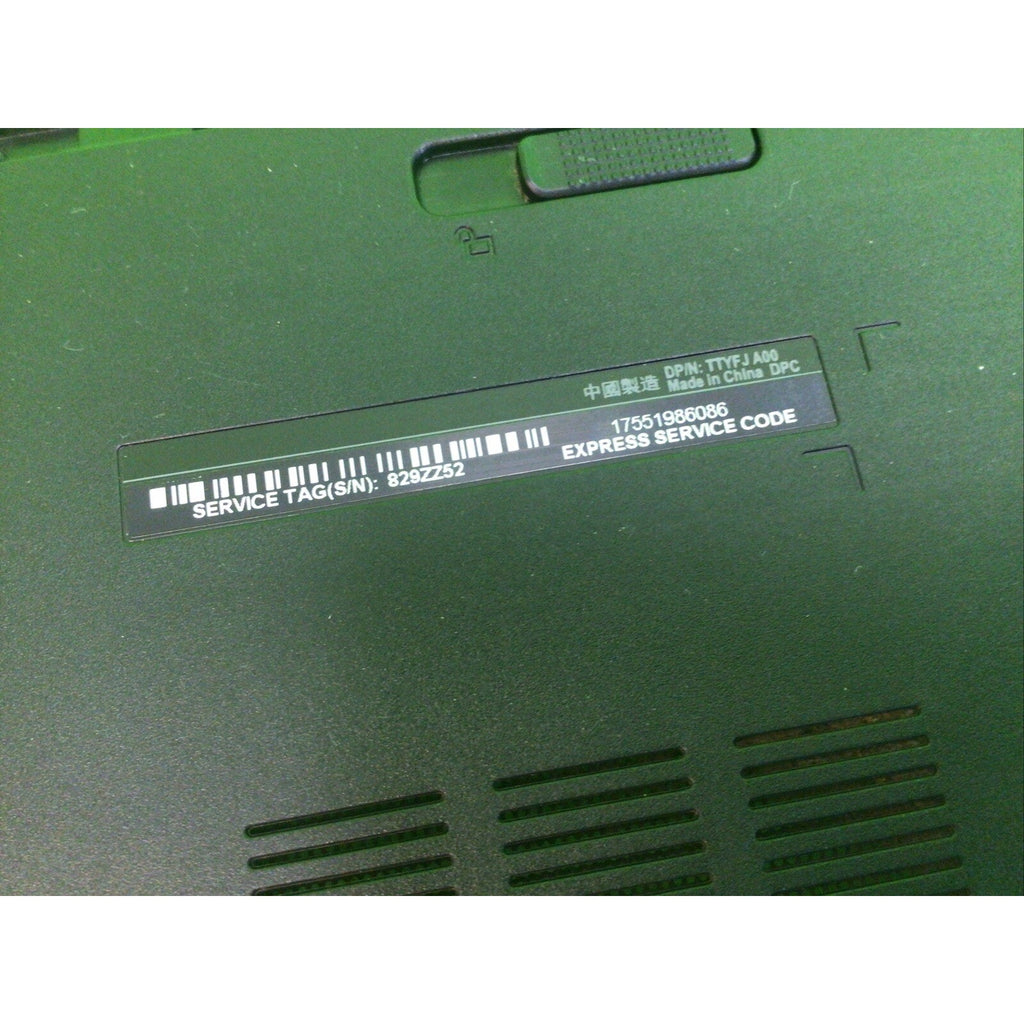 中國製造 DP/N: TTYFJ A00
Made in China DPC
17551986086
EXPRESS SERVICE CODE
SERVICE TAG(S/N): 829ZZ52